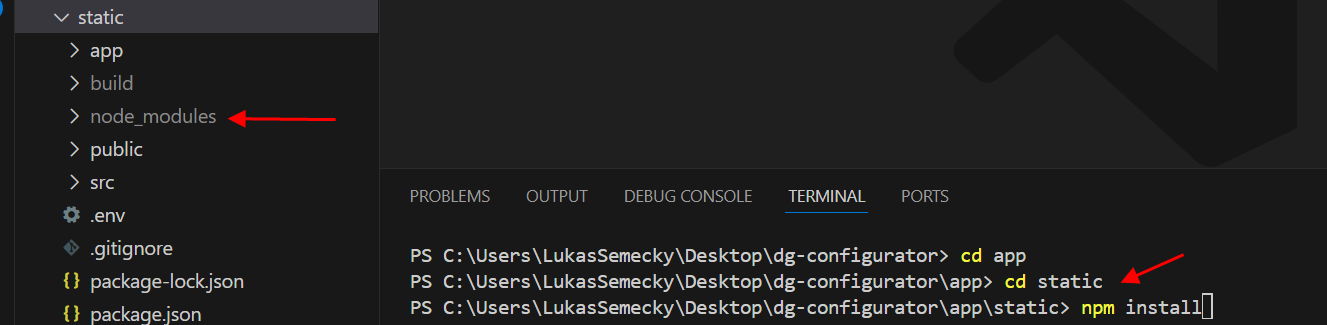 static
app
build
node_modules
public
src
.env
.gitignore
package-lock.json
package.json
PROBLEMS OUTPUT DEBUG CONSOLE TERMINAL PORTS
PS C:\Users\LukasSemecky\Desktop\dg-configurator> cd app
PS C:\Users\LukasSemecky\Desktop\dg-configurator\app> cd static
PS C:\Users\LukasSemecky\Desktop\dg-configurator\app\static> npm install